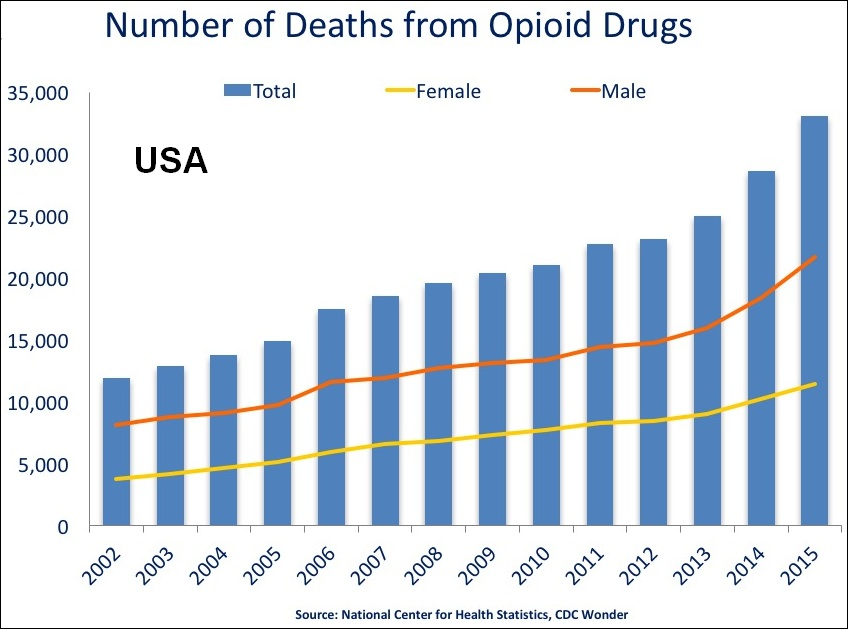 Number of Deaths from Opioid Drugs
Total Female Male
USA
35,000
30,000
25,000
20,000
15,000
10,000
5,000
0
2002 2003 2004 2005 2006 2007 2008 2009 2010 2011 2012 2013 2014 2015
Source: National Center for Health Statistics, CDC Wonder